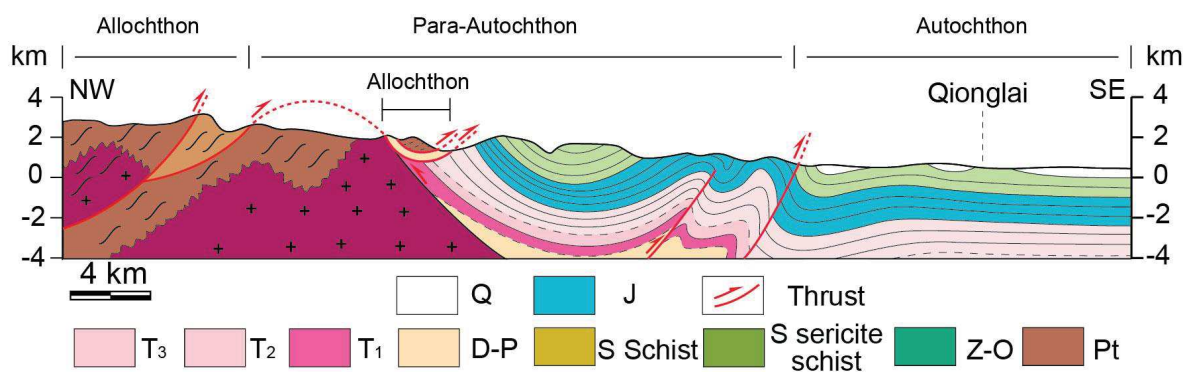 Allochthon Para-Autochthon Autochthon
km km
Allochthon
NW Qionglai SE
4 4
2 2
0 0
-2 -2
-4 -4
4 km
Q J Thrust
T3 T2 T1 D-P S Schist S sericite schist Z-O Pt